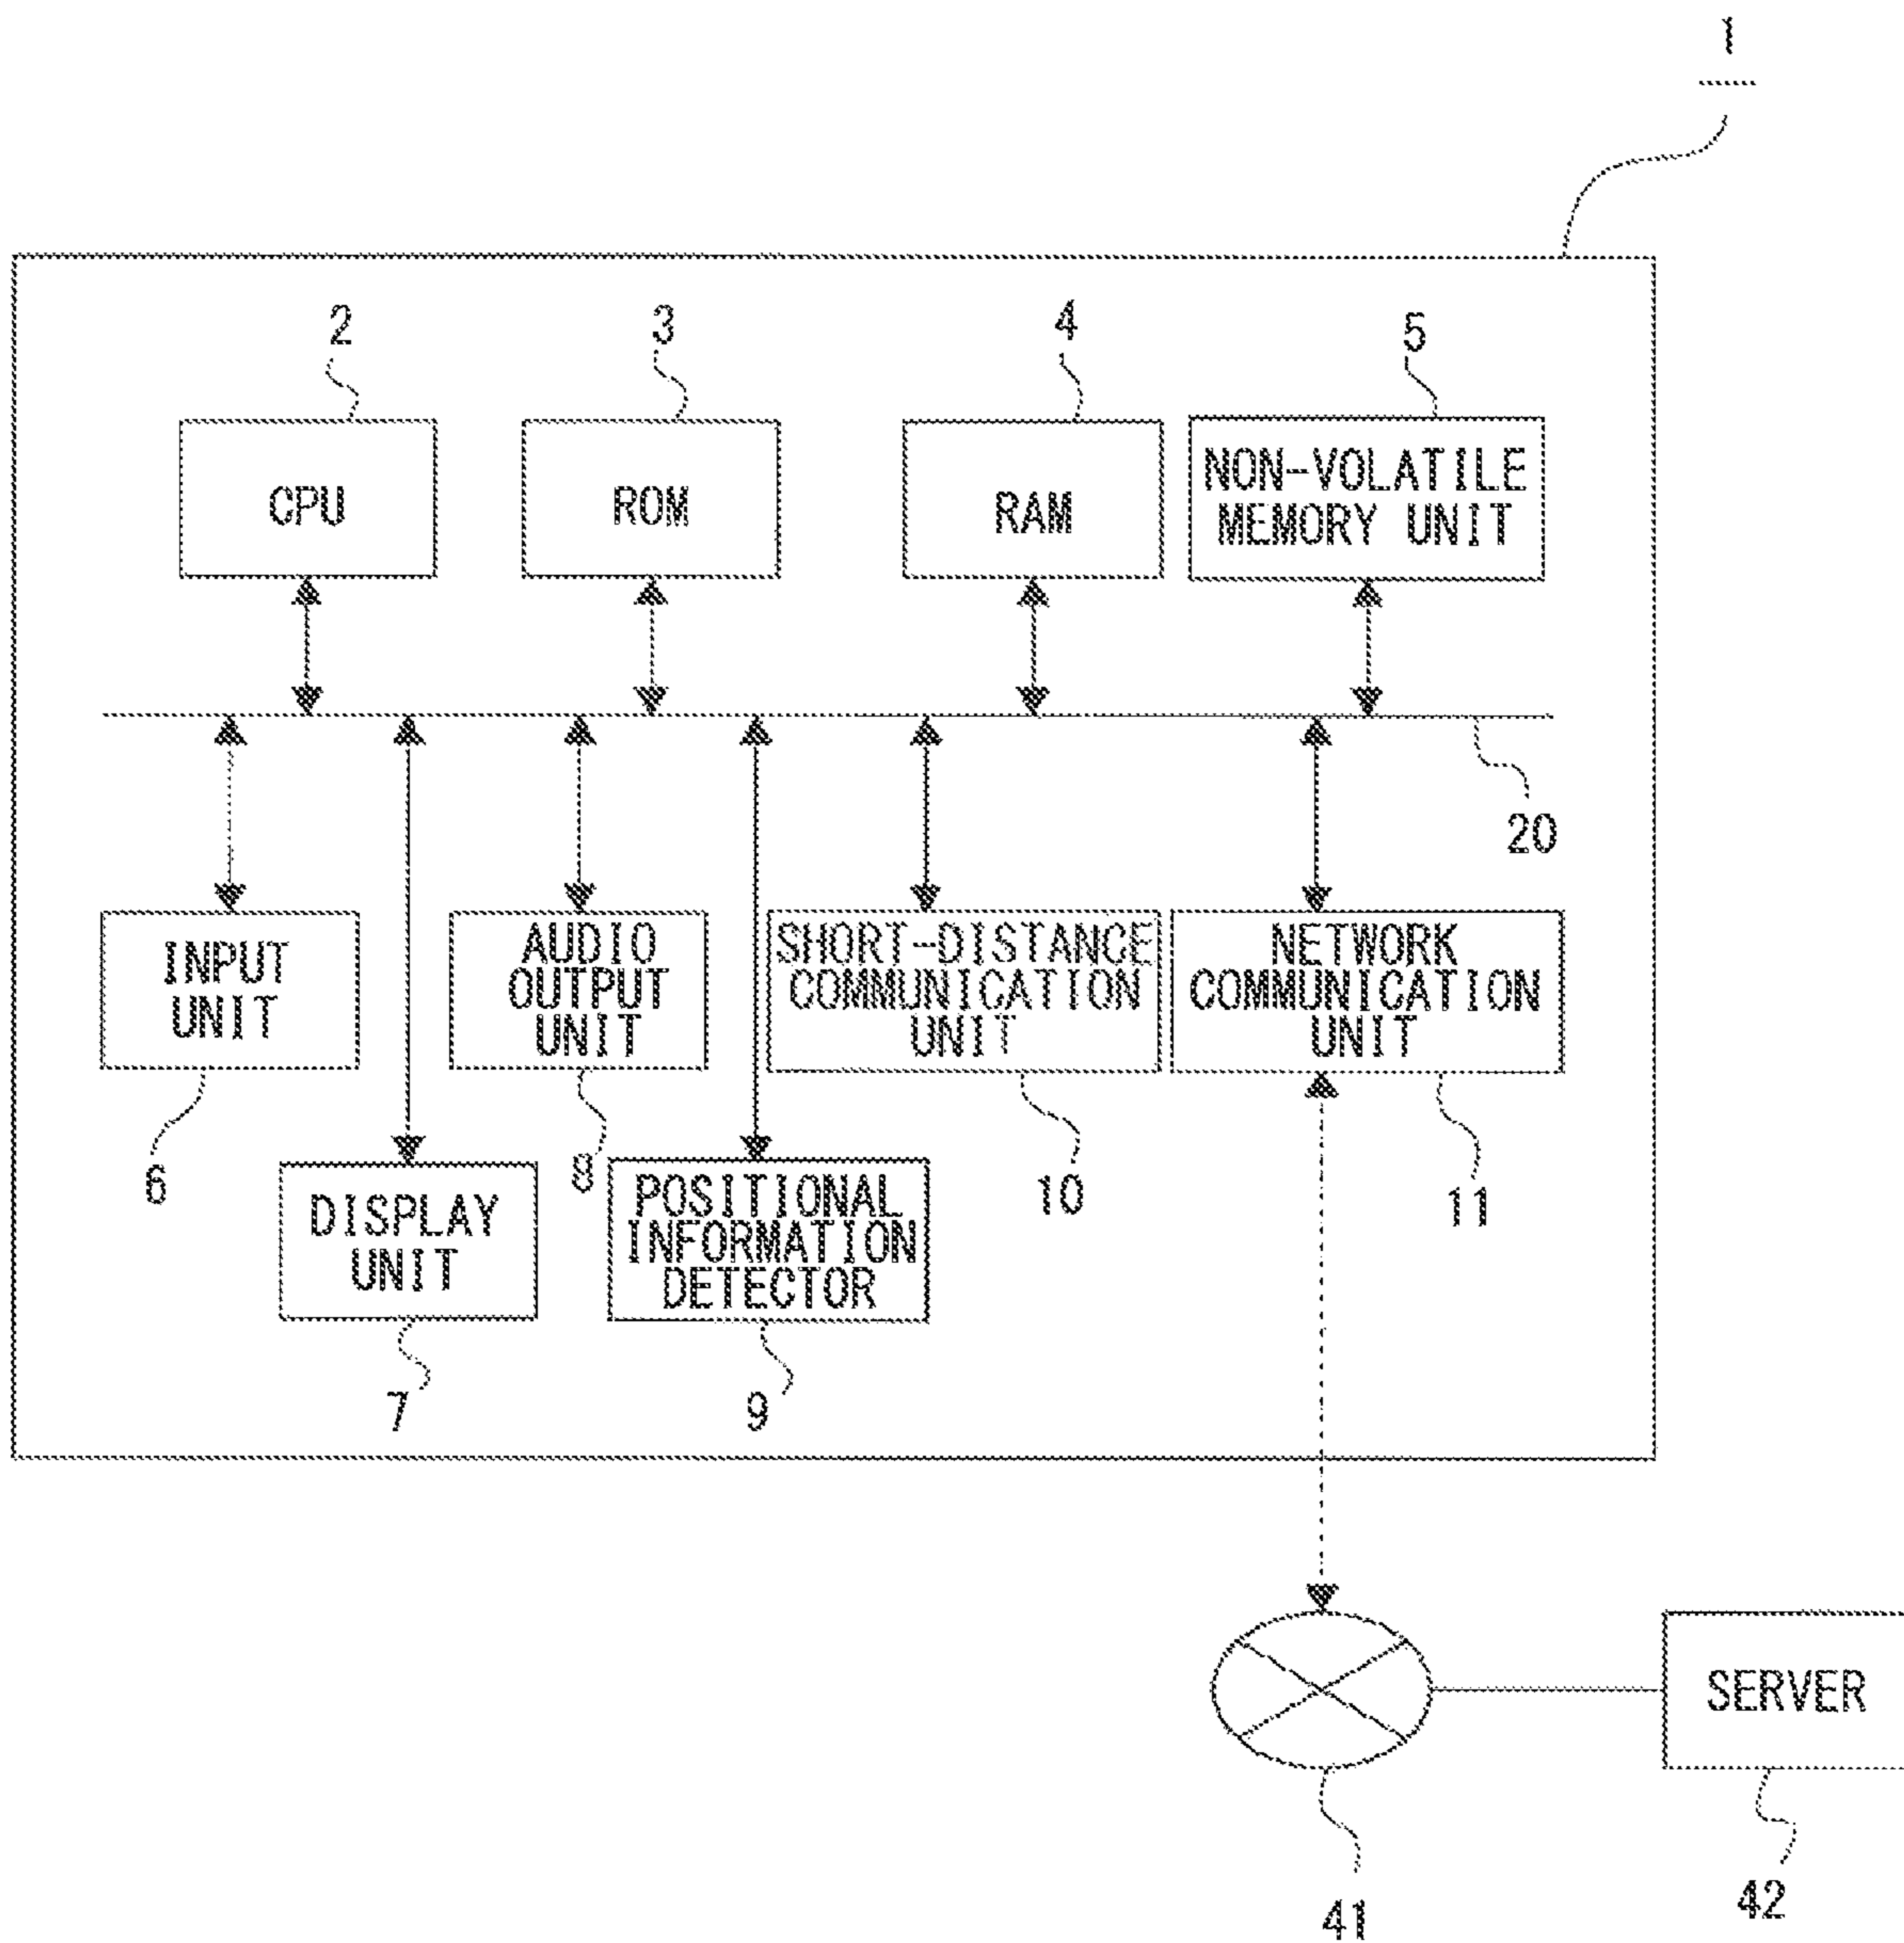 1
2
3
4
5
CPU
ROM
RAM
NON-VOLATILE
MEMORY UNIT
20
INPUT
UNIT
AUDIO
OUTPUT
UNIT
SHORT-DISTANCE
COMMUNICATION
UNIT
NETWORK
COMMUNICATION
UNIT
6
8
10
11
DISPLAY
UNIT
POSITIONAL
INFORMATION
DETECTOR
7
9
SERVER
41
42